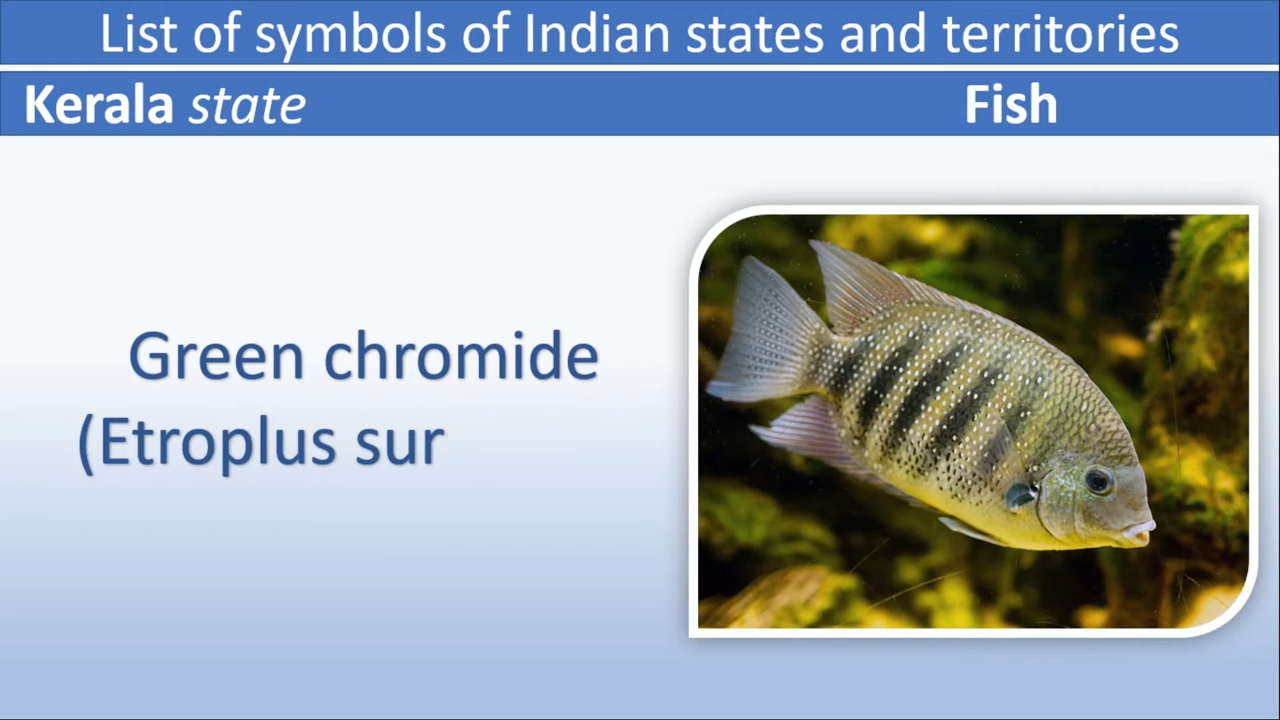 List of symbols of Indian states and territories
Kerala state
Fish
Green chromide
(Etroplus sur